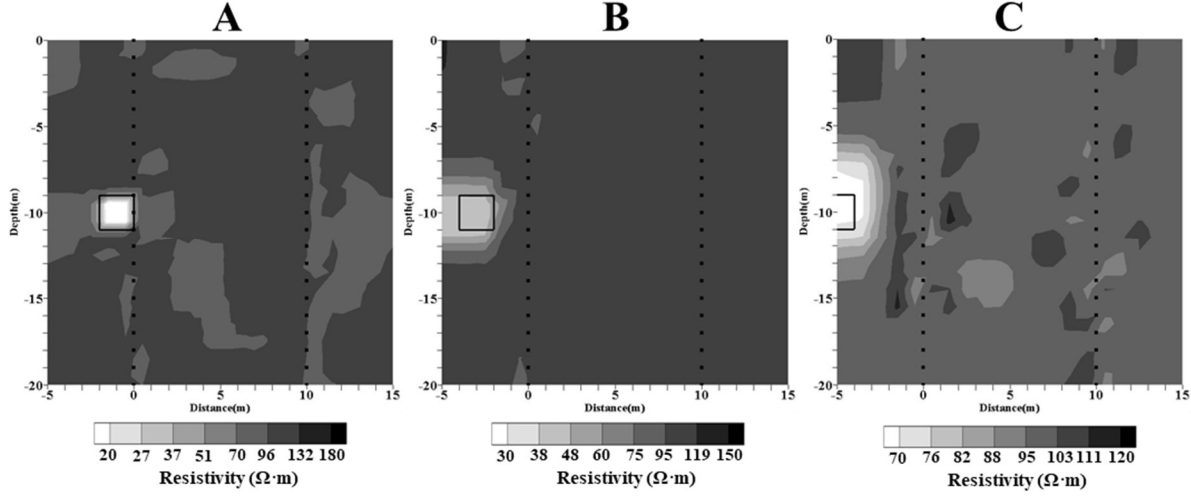 A B C
0 0 0
-5 -5 -5
-10 -10 -10
-15 -15 -15
-20 -20 -20
Depth(m) Depth(m) Depth(m)
-5 0 5 10 15 -5 0 5 10 15 -5 0 5 10 15
Distance(m) Distance(m) Distance(m)
20 27 37 51 70 96 132 180 30 38 48 60 75 95 119 150 70 76 82 88 95 103 111 120
Resistivity (Ω·m) Resistivity (Ω·m) Resistivity (Ω·m)